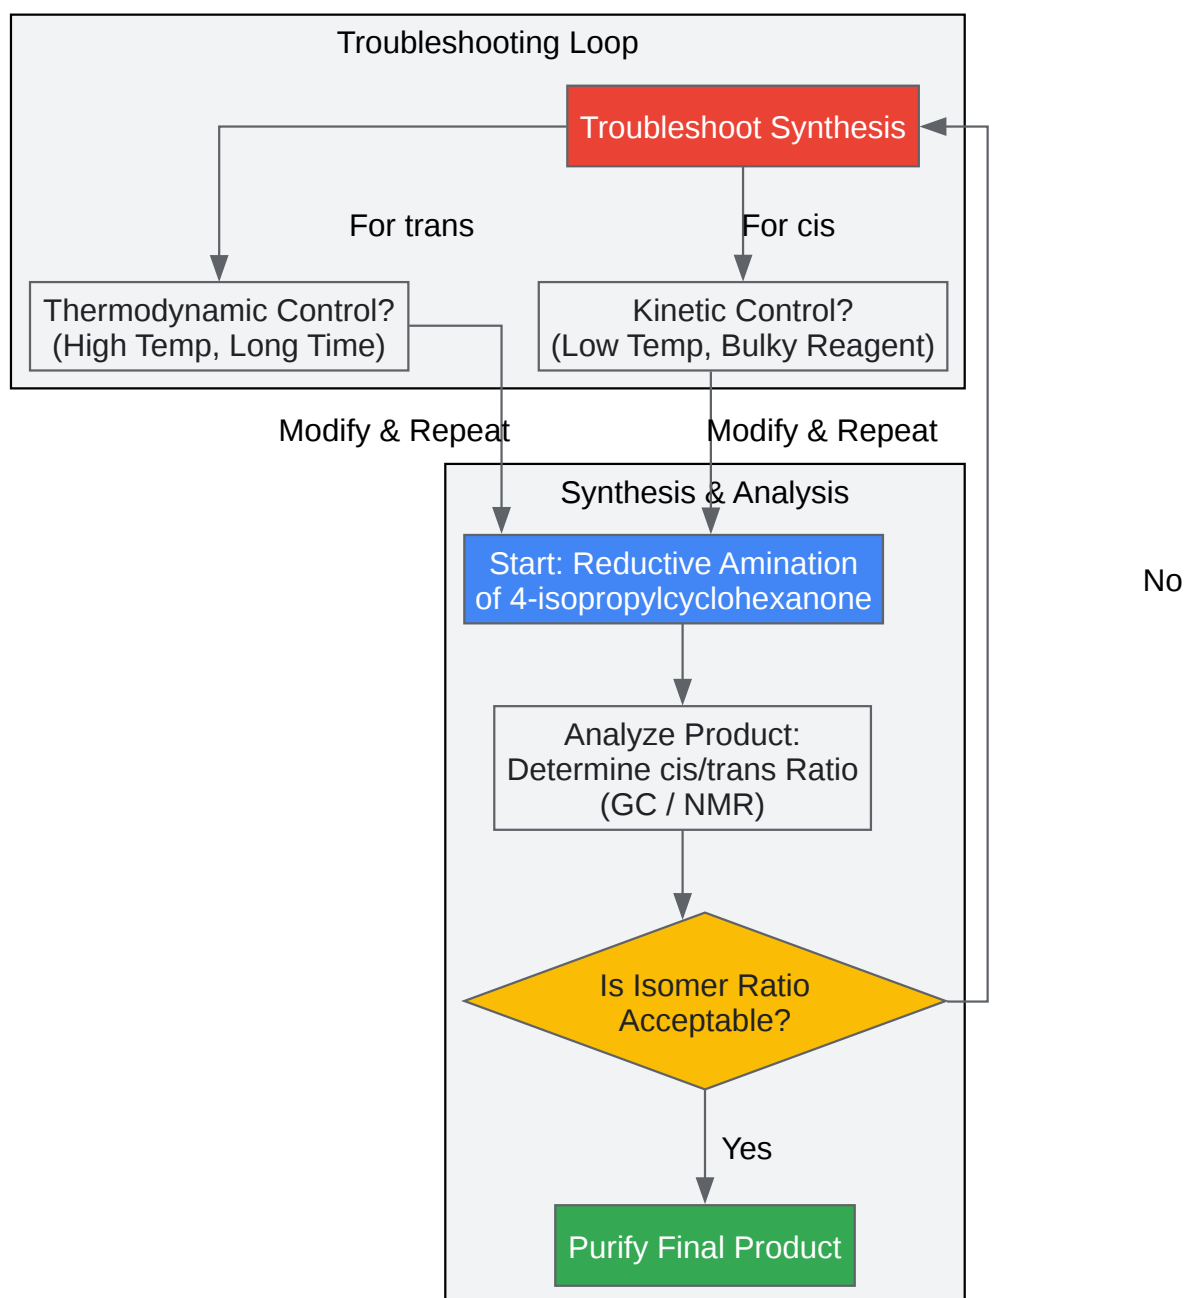 Troubleshooting Loop
Troubleshoot Synthesis
For trans
For cis
Thermodynamic Control?
(High Temp, Long Time)
Kinetic Control?
(Low Temp, Bulky Reagent)
Modify & Repeat
Modify & Repeat
Synthesis & Analysis
Start: Reductive Amination
of 4-isopropylcyclohexanone
No
Analyze Product:
Determine cis/trans Ratio
(GC / NMR)
Is Isomer Ratio
Acceptable?
Yes
Purify Final Product